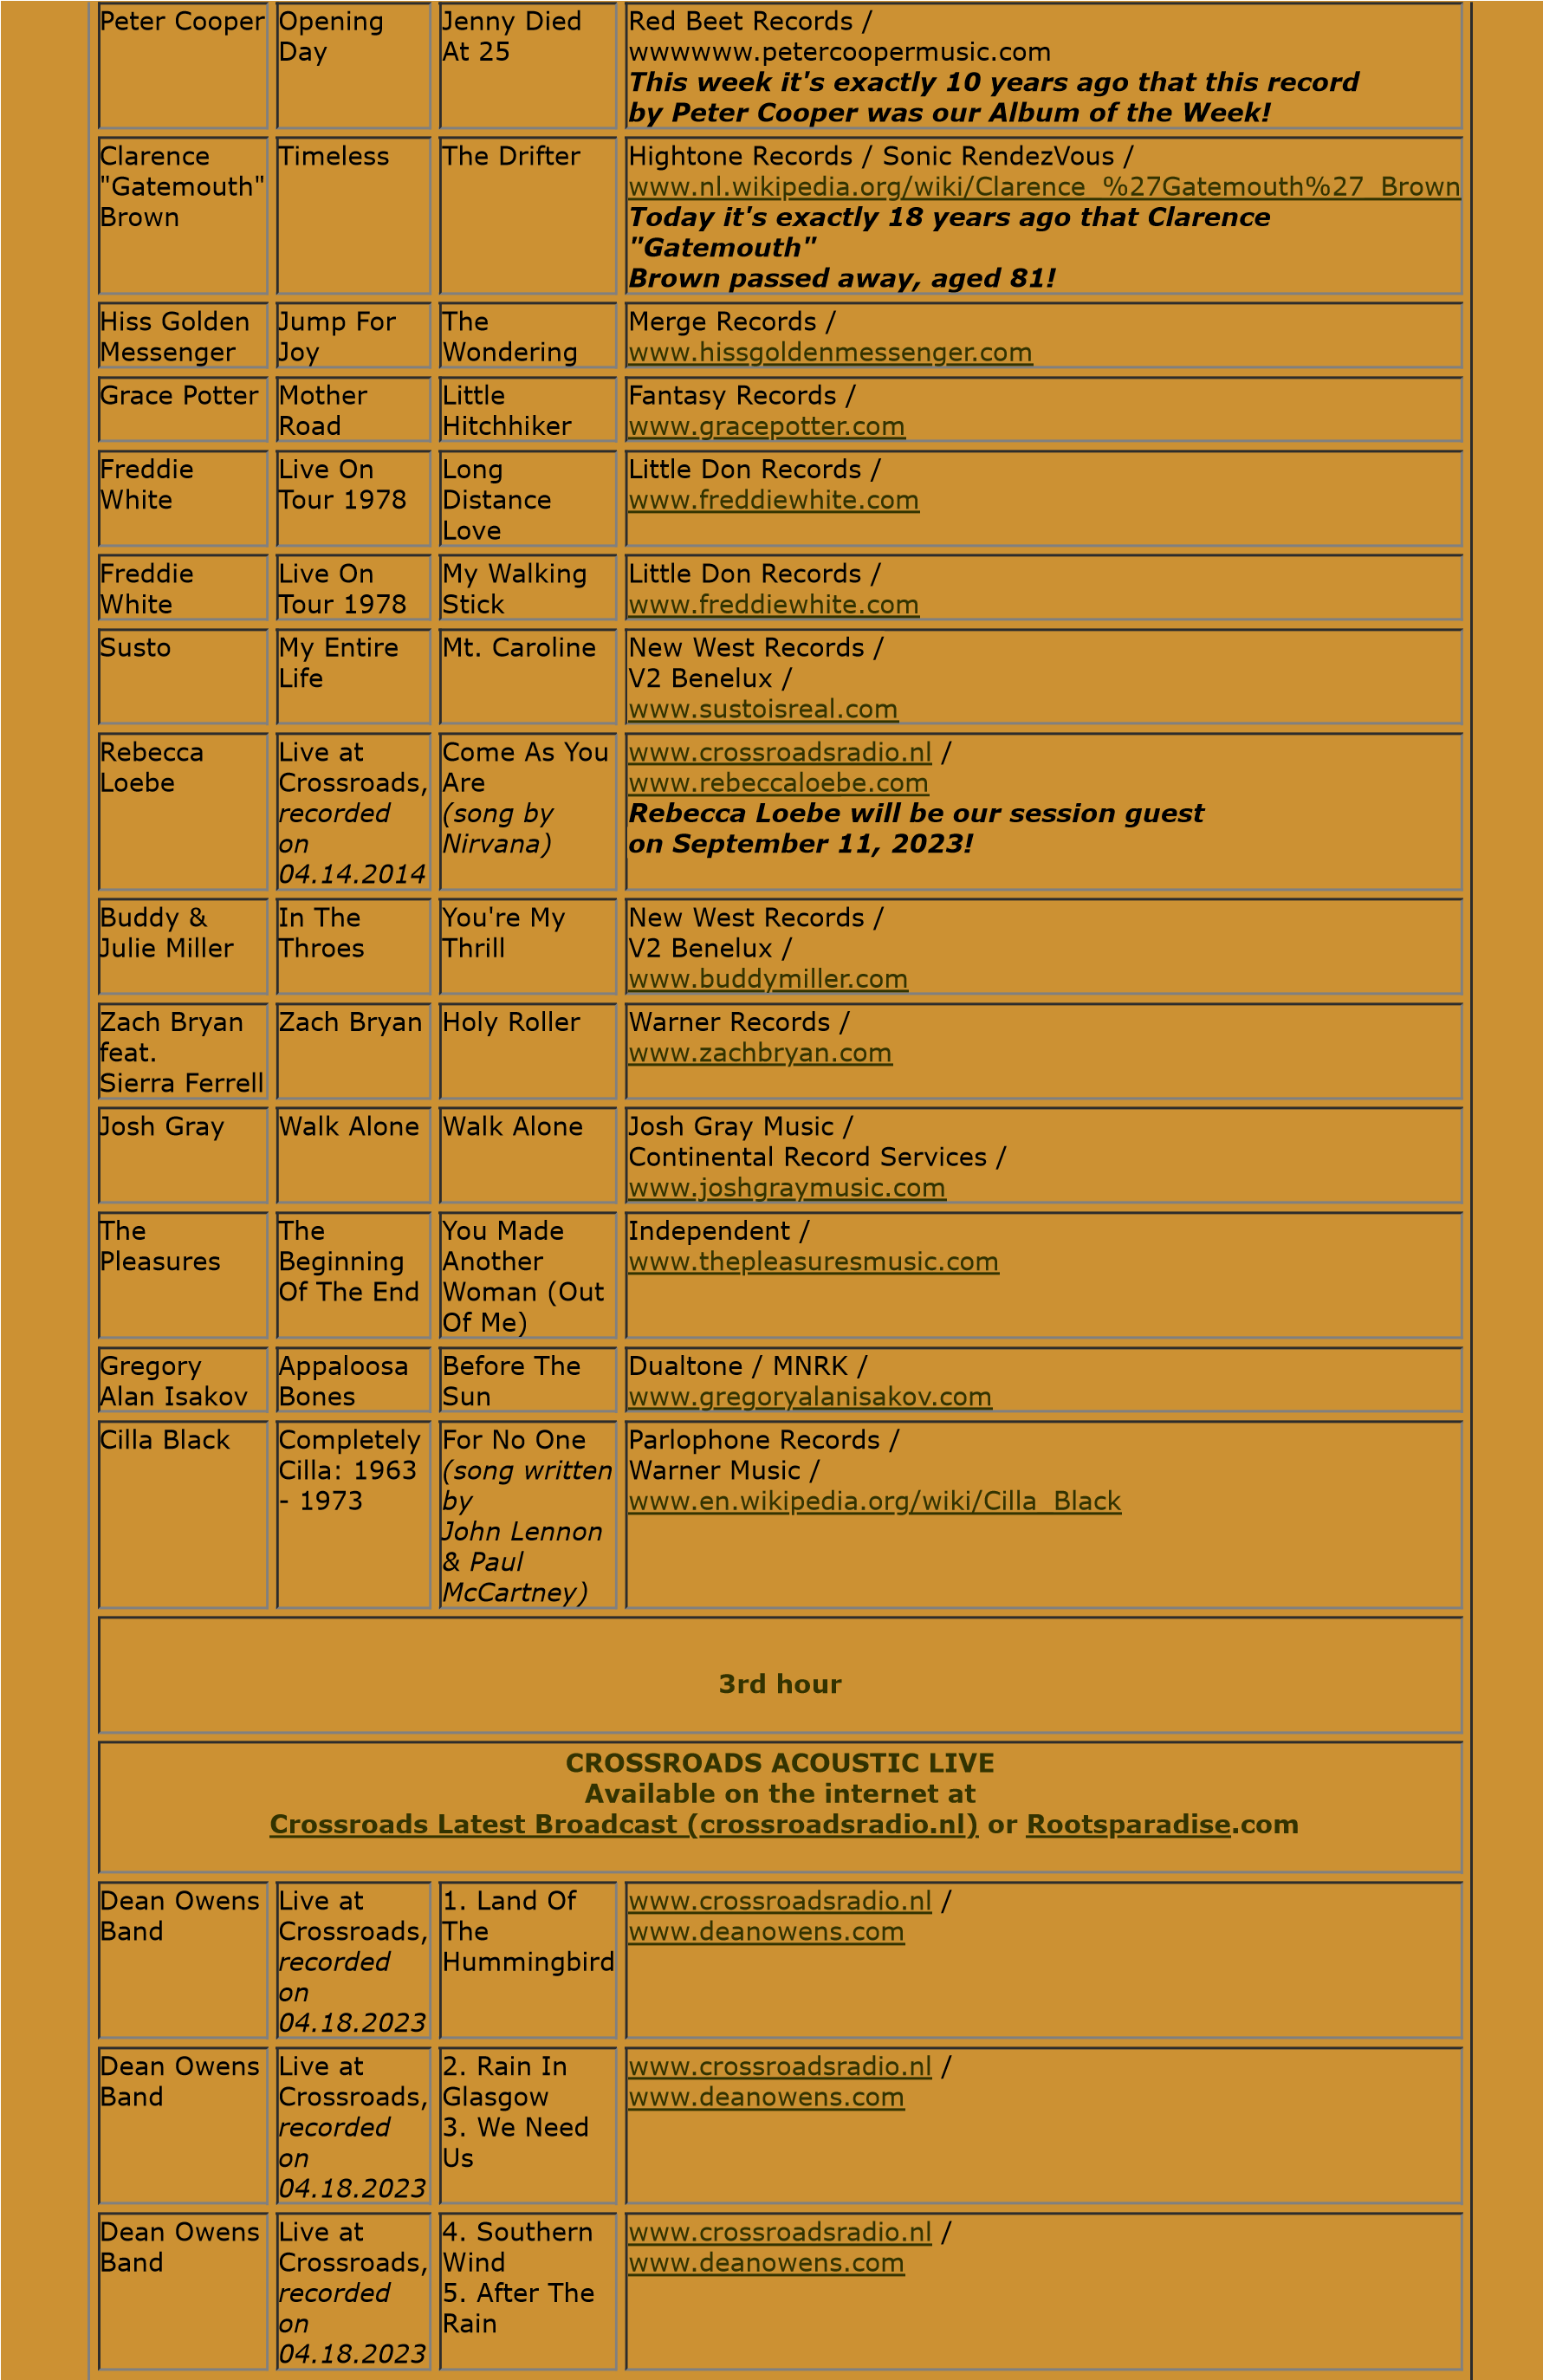 Peter Cooper
Opening
Day
Jenny Died
At 25
Red Beet Records /
wwwwww.petercoopermusic.com
This week it's exactly 10 years ago that this record
by Peter Cooper was our Album of the Week!
Clarence
"Gatemouth"
Brown
Timeless
The Drifter
Hightone Records / Sonic RendezVous /
www.nl.wikipedia.org/wiki/Clarence_%27Gatemouth%27_Brown
Today it's exactly 18 years ago that Clarence
"Gatemouth"
Brown passed away, aged 81!
Hiss Golden
Messenger
Jump For
Joy
The
Wondering
Merge Records /
www.hissgoldenmessenger.com
Grace Potter
Mother
Road
Little
Hitchhiker
Fantasy Records /
www.gracepotter.com
Freddie
White
Live On
Tour 1978
Long
Distance
Love
Little Don Records /
www.freddiewhite.com
Freddie
White
Live On
Tour 1978
My Walking
Stick
Little Don Records /
www.freddiewhite.com
Susto
My Entire
Life
Mt. Caroline
New West Records /
V2 Benelux /
www.sustoisreal.com
Rebecca
Loebe
Live at
Crossroads,
recorded
on
04.14.2014
Come As You
Are
(song by
Nirvana)
www.crossroadsradio.nl /
www.rebeccaloebe.com
Rebecca Loebe will be our session guest
on September 11, 2023!
Buddy &
Julie Miller
In The
Throes
You're My
Thrill
New West Records /
V2 Benelux /
www.buddymiller.com
Zach Bryan
feat.
Sierra Ferrell
Zach Bryan
Holy Roller
Warner Records /
www.zachbryan.com
Josh Gray
Walk Alone
Walk Alone
Josh Gray Music /
Continental Record Services /
www.joshgraymusic.com
The
Pleasures
The
Beginning
Of The End
You Made
Another
Woman (Out
Of Me)
Independent /
www.thepleasuresmusic.com
Gregory
Alan Isakov
Appaloosa
Bones
Before The
Sun
Dualtone / MNRK /
www.gregoryalanisakov.com
Cilla Black
Completely
Cilla: 1963
- 1973
For No One
(song written
by
John Lennon
& Paul
McCartney)
Parlophone Records /
Warner Music /
www.en.wikipedia.org/wiki/Cilla_Black
3rd hour
CROSSROADS ACOUSTIC LIVE
Available on the internet at
Crossroads Latest Broadcast (crossroadsradio.nl) or Rootsparadise.com
Dean Owens
Band
Live at
Crossroads,
recorded
on
04.18.2023
1. Land Of
The
Hummingbird
www.crossroadsradio.nl /
www.deanowens.com
Dean Owens
Band
Live at
Crossroads,
recorded
on
04.18.2023
2. Rain In
Glasgow
3. We Need
Us
www.crossroadsradio.nl /
www.deanowens.com
Dean Owens
Band
Live at
Crossroads,
recorded
on
04.18.2023
4. Southern
Wind
5. After The
Rain
www.crossroadsradio.nl /
www.deanowens.com